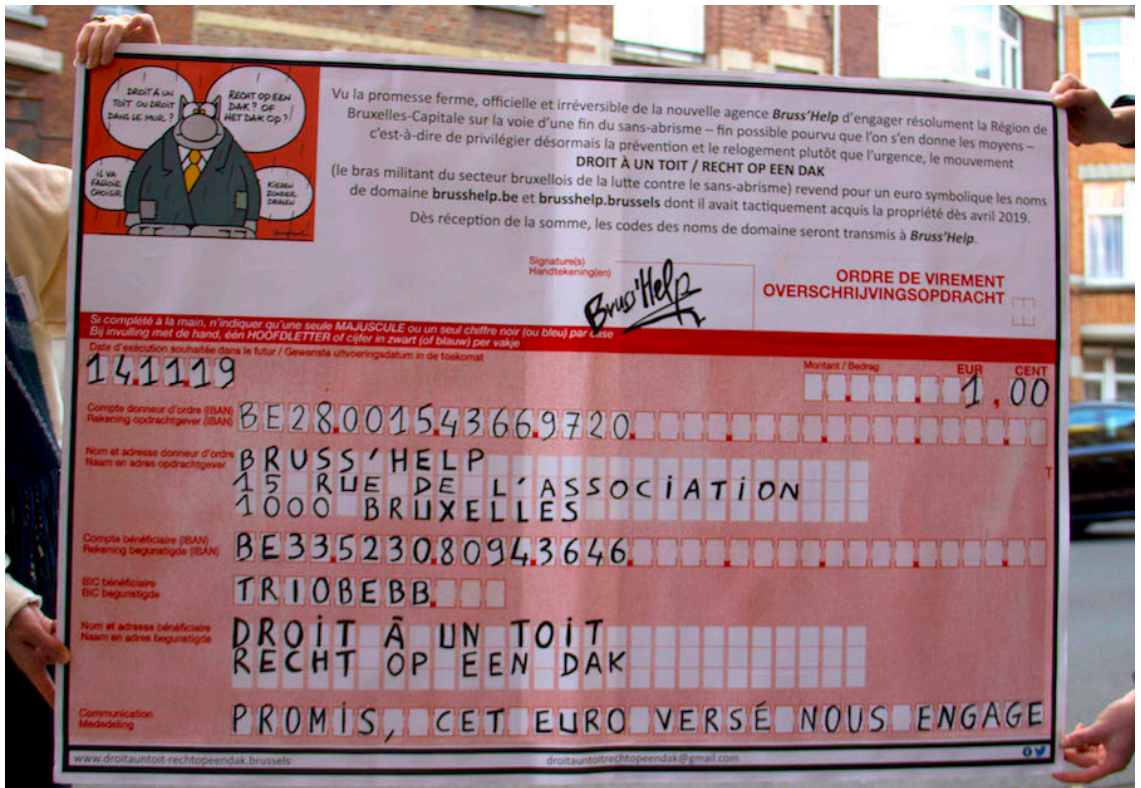 DROIT À UN
TOIT OU DROIT
DANS LE MUR ?
RECHT OP EEN
DAK ? OF
HET DAK OP ?
IL VA
FALLOIR
CHOISIR
KIEZEN
ZONDER
DRALEN
Vu la promesse ferme, officielle et irréversible de la nouvelle agence Bruss'Help d'engager résolument la Région de
Bruxelles-Capitale sur la voie d'une fin du sans-abrisme – fin possible pourvu que l'on s'en donne les moyens –
c'est-à-dire de privilégier désormais la prévention et le relogement plutôt que l'urgence, le mouvement
DROIT À UN TOIT / RECHT OP EEN DAK
(le bras militant du secteur bruxellois de la lutte contre le sans-abrisme) revend pour un euro symbolique les noms
de domaine brusshelp.be et brusshelp.brussels dont il avait tactiquement acquis la propriété dès avril 2019.
Dès réception de la somme, les codes des noms de domaine seront transmis à Bruss'Help.
Signature(s)
Handtekening(en)
Bruss'Help
ORDRE DE VIREMENT
OVERSCHRIJVINGSOPDRACHT
Si complété à la main, n'indiquer qu'une seule MAJUSCULE ou un seul chiffre noir (ou bleu) par case
Bij invulling met de hand, één HOOFDLETTER of cijfer in zwart (of blauw) per vakje
Date d'exécution souhaitée dans le futur / Gewenste uitvoeringsdatum in de toekomst
14.11.19
Montant / Bedrag EUR CENT
1,00
Compte donneur d'ordre (IBAN)
Rekening opdrachtgever (IBAN)
BE28.0015.4366.9720.
Nom et adresse donneur d'ordre
Naam en adres opdrachtgever
BRUSS'HELP
15 RUE DE L'ASSOCIATION
1000 BRUXELLES
T
Compte bénéficiaire (IBAN)
Rekening begunstigde (IBAN)
BE33.5230.8094.3646.
BIC bénéficiaire
BIC begunstigde
TRIOBEBB.
Nom et adresse bénéficiaire
Naam en adres begunstigde
DROIT À UN TOIT
RECHT OP EEN DAK
Communication
Mededeling
PROMIS, CET EURO VERSÉ NOUS ENGAGE
www.droitauntoit-rechtopeendak.brussels
droitauntoitrechtopeendak@gmail.com